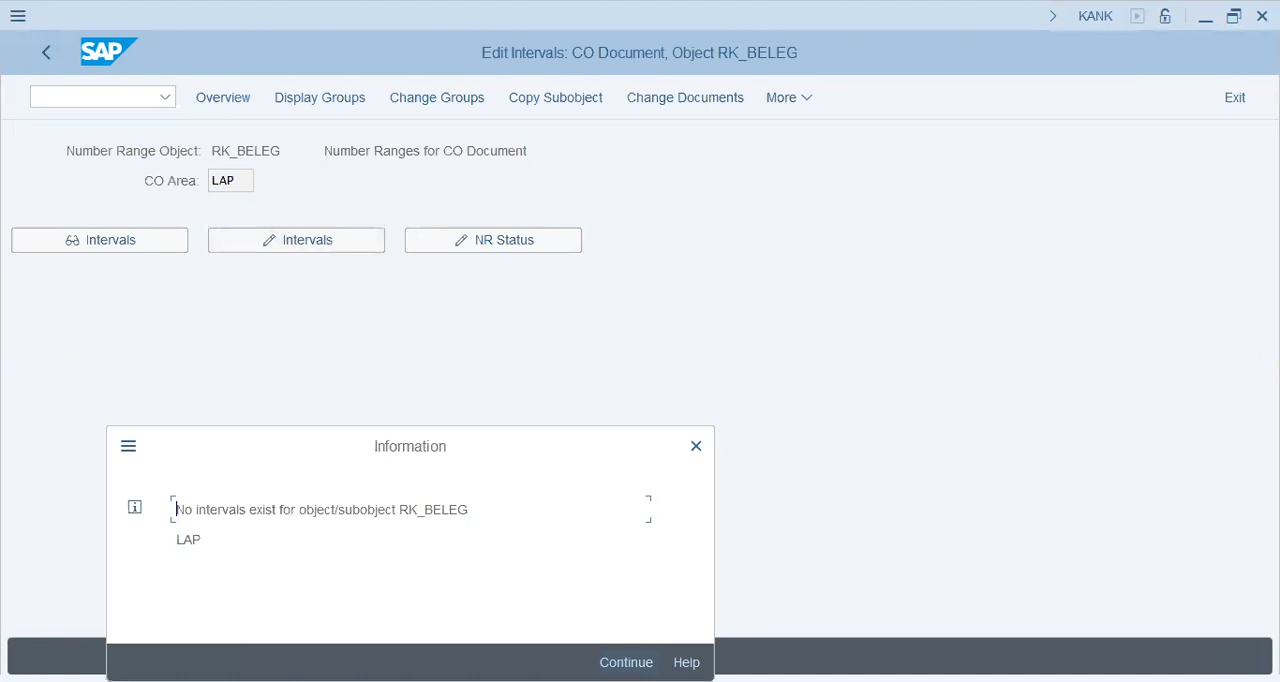 KANK
SAP
Edit Intervals: CO Document, Object RK_BELEG
Overview
Display Groups
Change Groups
Copy Subobject
Change Documents
More
Exit
Number Range Object: RK_BELEG Number Ranges for CO Document
CO Area: LAP
Intervals
Intervals
NR Status
Information
No intervals exist for object/subobject RK_BELEG
LAP
Continue
Help